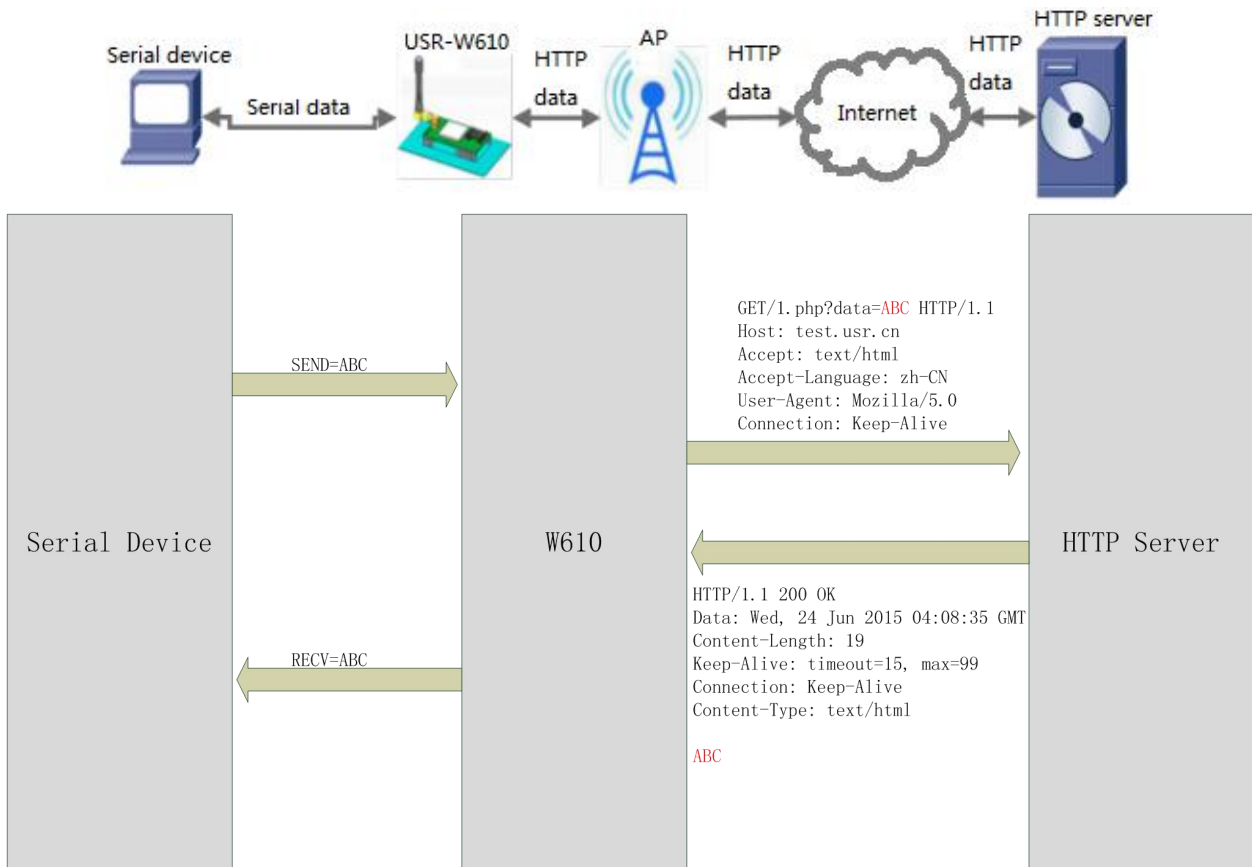 Serial device
Serial data
USR-W610
HTTP
data
AP
HTTP
data
Internet
HTTP
data
HTTP server
Serial Device
SEND=ABC
RECV=ABC
W610
GET/1.php?data=ABC HTTP/1.1
Host: test.usr.cn
Accept: text/html
Accept-Language: zh-CN
User-Agent: Mozilla/5.0
Connection: Keep-Alive
HTTP/1.1 200 OK
Data: Wed, 24 Jun 2015 04:08:35 GMT
Content-Length: 19
Keep-Alive: timeout=15, max=99
Connection: Keep-Alive
Content-Type: text/html
ABC
HTTP Server